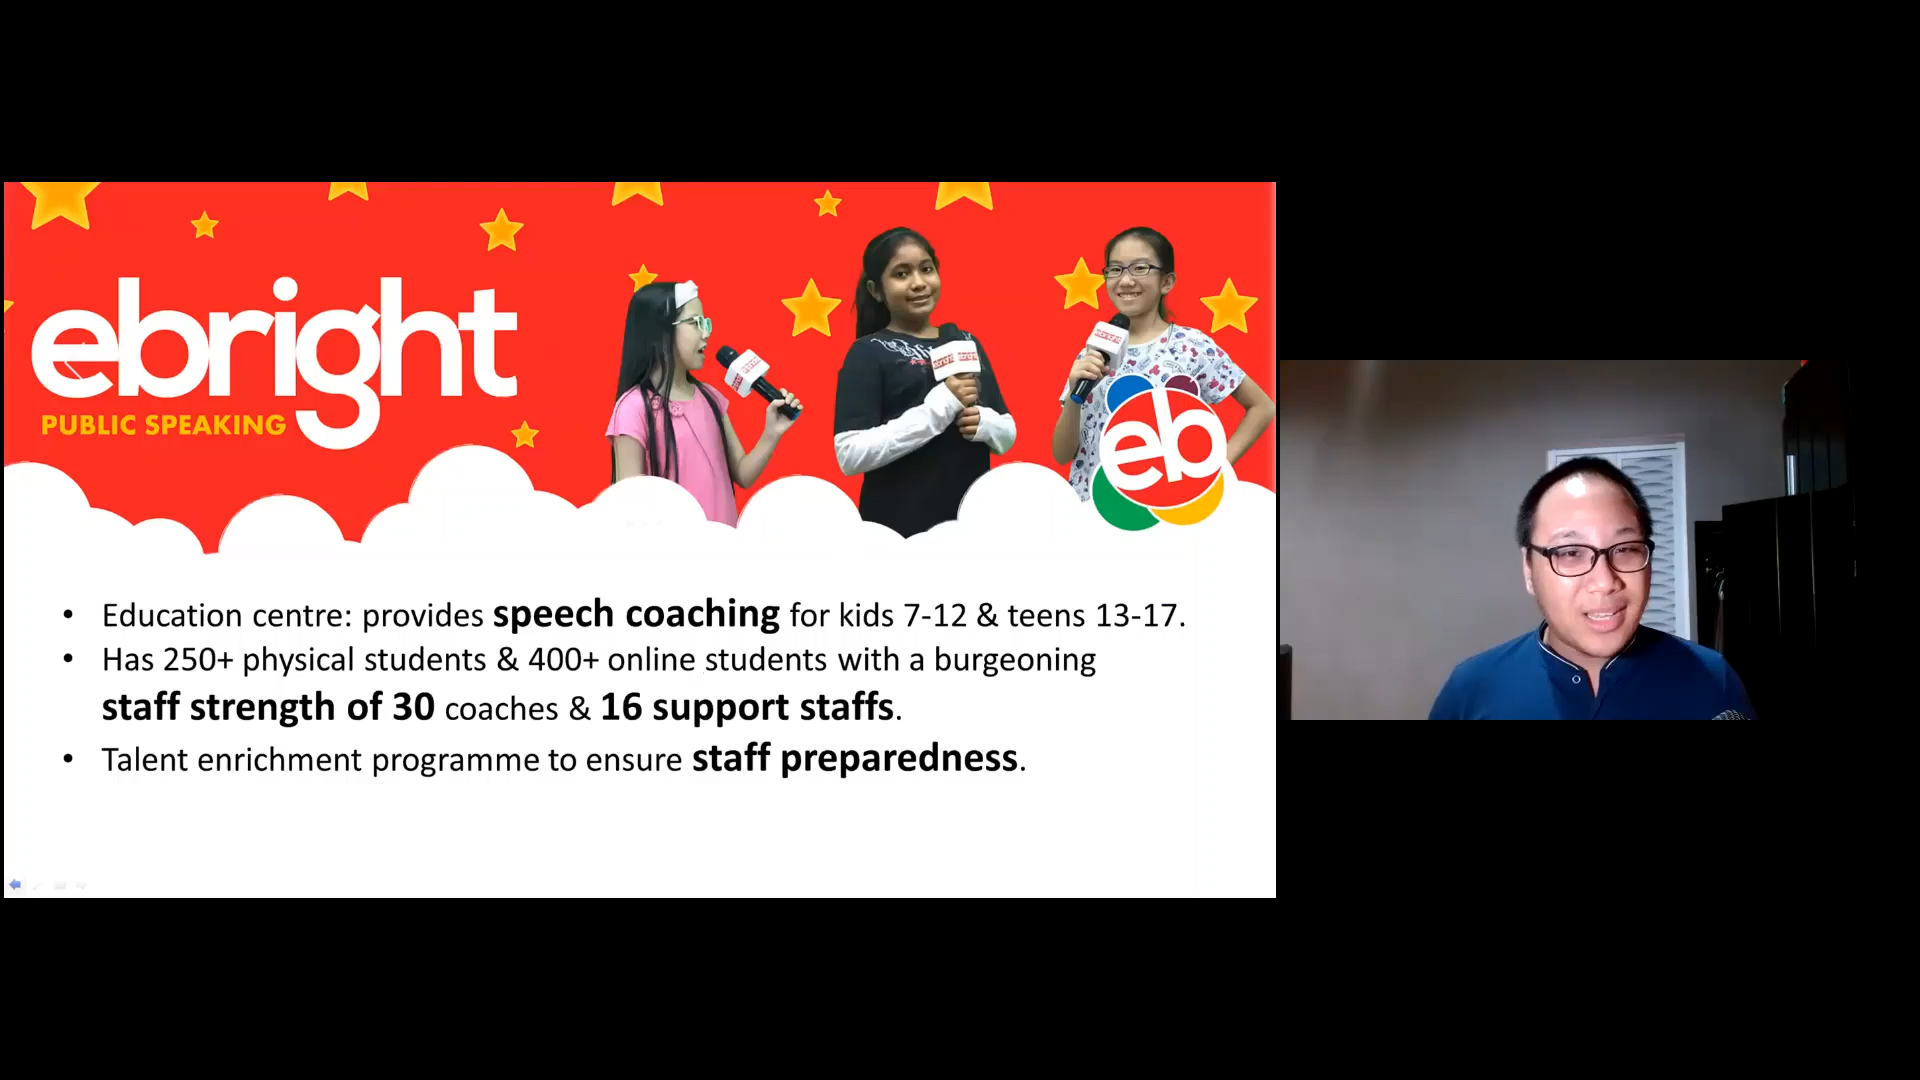 ebright
PUBLIC SPEAKING
eb
• Education centre: provides speech coaching for kids 7-12 & teens 13-17.
• Has 250+ physical students & 400+ online students with a burgeoning
staff strength of 30 coaches & 16 support staffs.
• Talent enrichment programme to ensure staff preparedness.